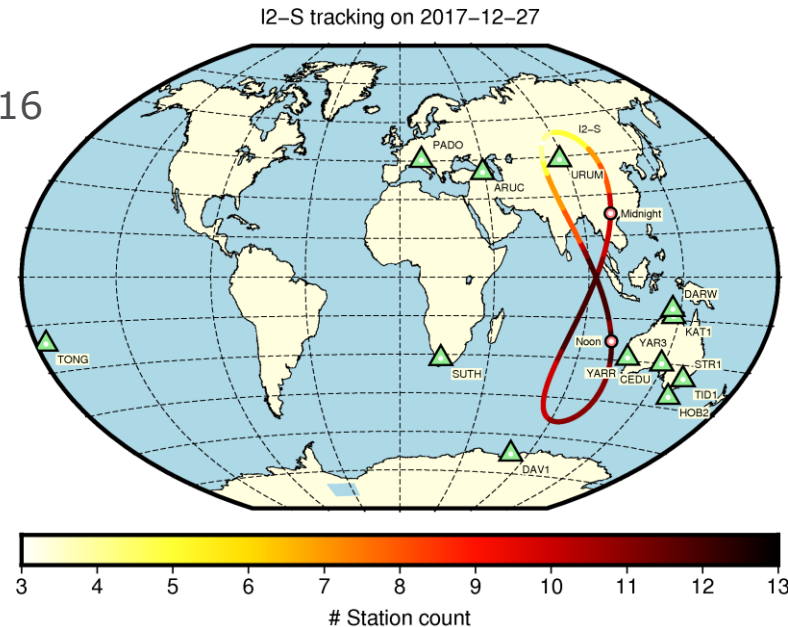 I2−S tracking on 2017−12−27
16
I2−S
PADO
URUM
ARUC
Midnight
DARW
KAT1
Noon
YAR3
TONG
STR1
SUTH
YARR
CEDU
TID1
HOB2
DAV1
3 4 5 6 7 8 9 10 11 12 13
# Station count